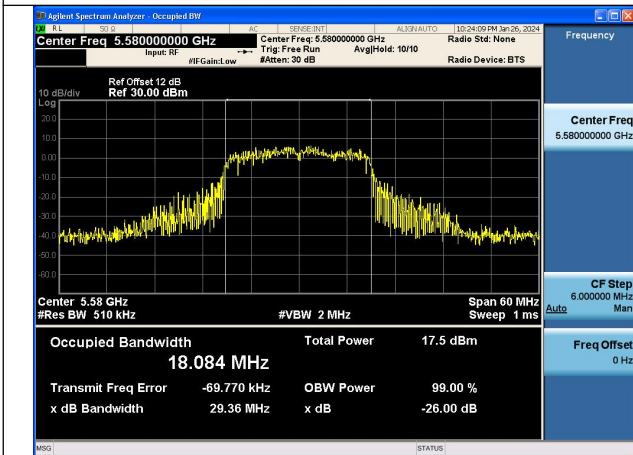 Agilent Spectrum Analyzer - Occupied BW
RL 50 Ω AC SENSE:INT ALIGN AUTO 10:24:09 PM Jan 26, 2024
Center Freq 5.580000000 GHz Center Freq: 5.580000000 GHz Radio Std: None
Input: RF Trig: Free Run Avg|Hold: 10/10
#IFGain:Low #Atten: 30 dB Radio Device: BTS
Ref Offset 12 dB
10 dB/div Ref 30.00 dBm
Log
20.0
10.0
0.00
-10.0
-20.0
-30.0
-40.0
-50.0
-60.0
Center 5.58 GHz Span 60 MHz
#Res BW 510 kHz #VBW 2 MHz Sweep 1 ms
Occupied Bandwidth Total Power 17.5 dBm
18.084 MHz
Transmit Freq Error -69.770 kHz OBW Power 99.00 %
x dB Bandwidth 29.36 MHz x dB -26.00 dB
MSG STATUS
Frequency
Center Freq
5.580000000 GHz
CF Step
6.000000 MHz
Auto Man
Freq Offset
0 Hz